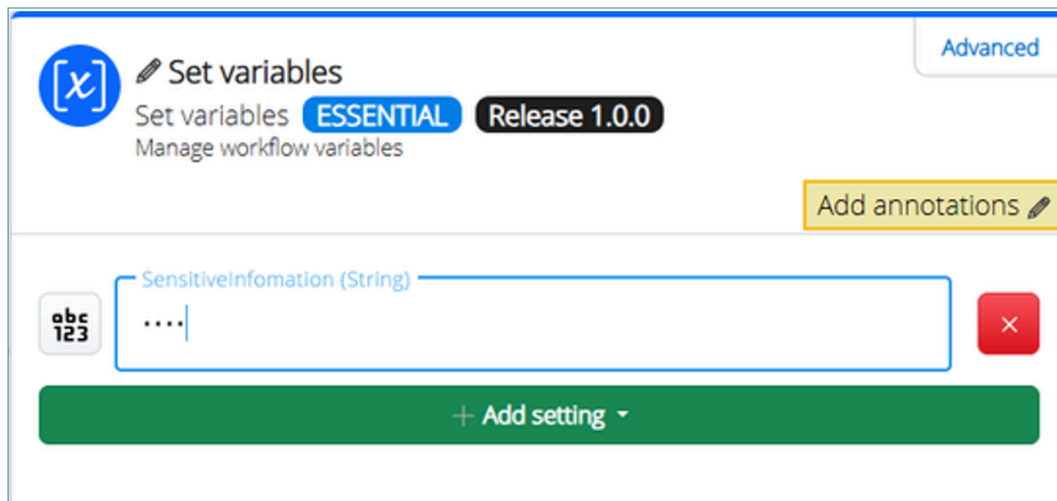 Advanced
[x]
Set variables
Set variables ESSENTIAL Release 1.0.0
Manage workflow variables
Add annotations
SensitiveInfomation (String)
abc
123
····
×
+ Add setting